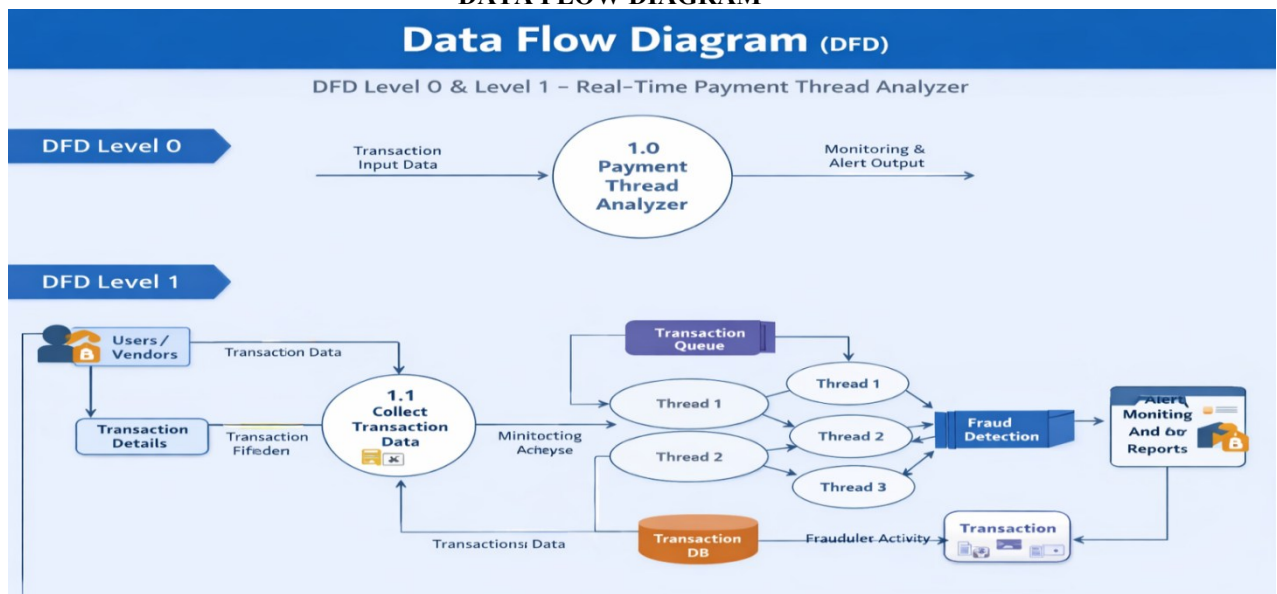 DATA FLOW DIAGRAM
Data Flow Diagram (DFD)
DFD Level 0 & Level 1 – Real-Time Payment Thread Analyzer
DFD Level 0
Transaction
Input Data
1.0
Payment
Thread
Analyzer
Monitoring &
Alert Output
DFD Level 1
Users /
Vendors
Transaction Data
Transaction
Details
Transaction
Fifeden
1.1
Collect
Transaction
Data
Minitocting
Acheyse
Transaction
Queue
Thread 1
Thread 2
Thread 1
Thread 2
Thread 3
Fraud
Detection
Alert,
Moniting
And
Reports
Transactions: Data
Transaction
DB
Frauduler Activity
Transaction